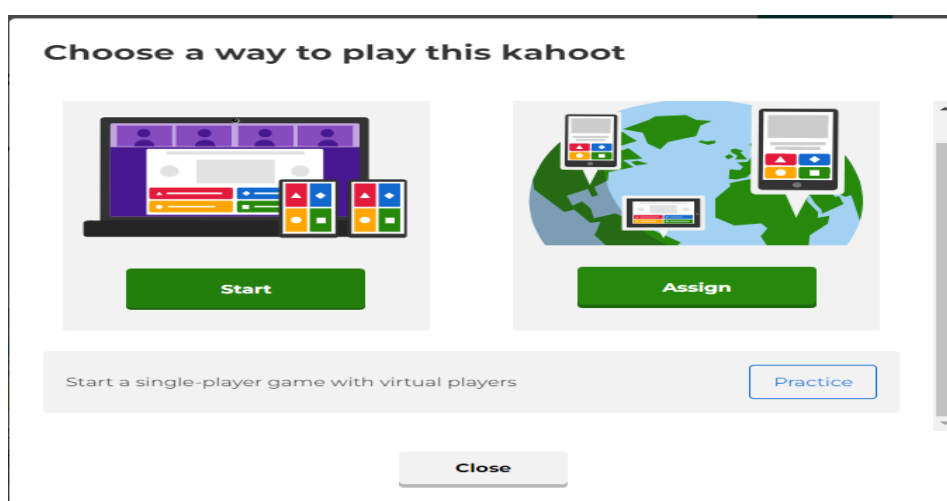 Choose a way to play this kahoot
Start
Assign
Start a single-player game with virtual players
Practice
Close